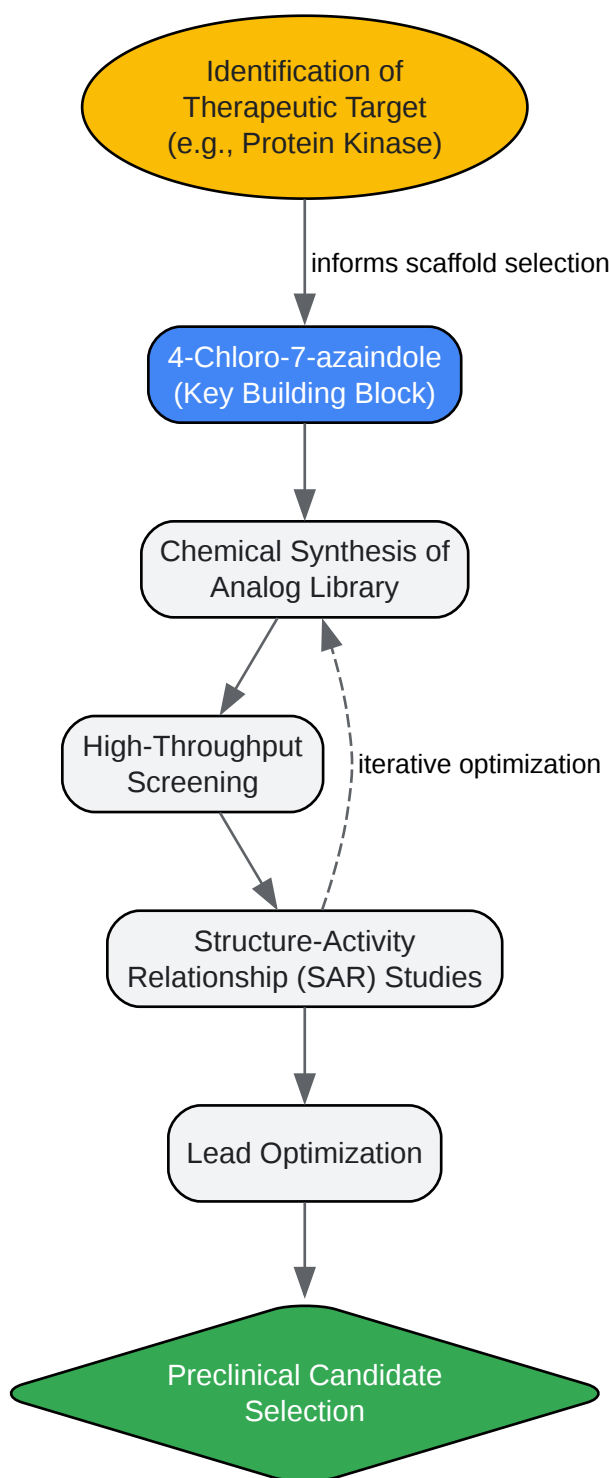 Identification of
Therapeutic Target
(e.g., Protein Kinase)
informs scaffold selection
4-Chloro-7-azaindole
(Key Building Block)
Chemical Synthesis of
Analog Library
High-Throughput
Screening
iterative optimization
Structure-Activity
Relationship (SAR) Studies
Lead Optimization
Preclinical Candidate
Selection